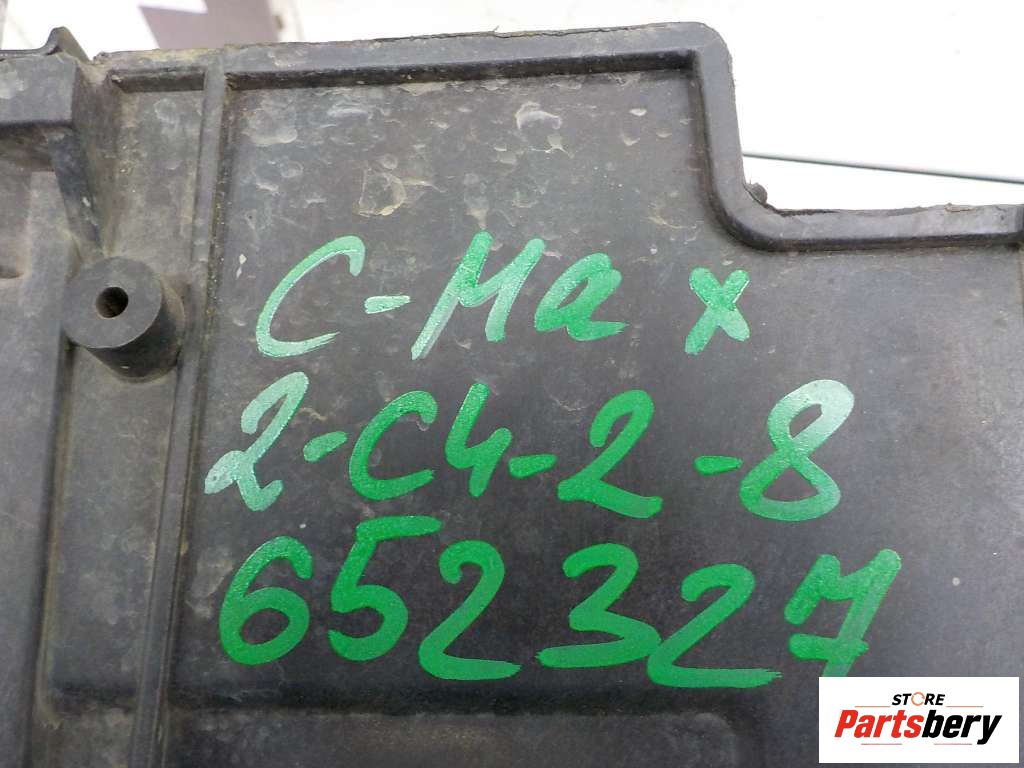 C-Max
2-C4-2-8
652327
STORE
Partsbery